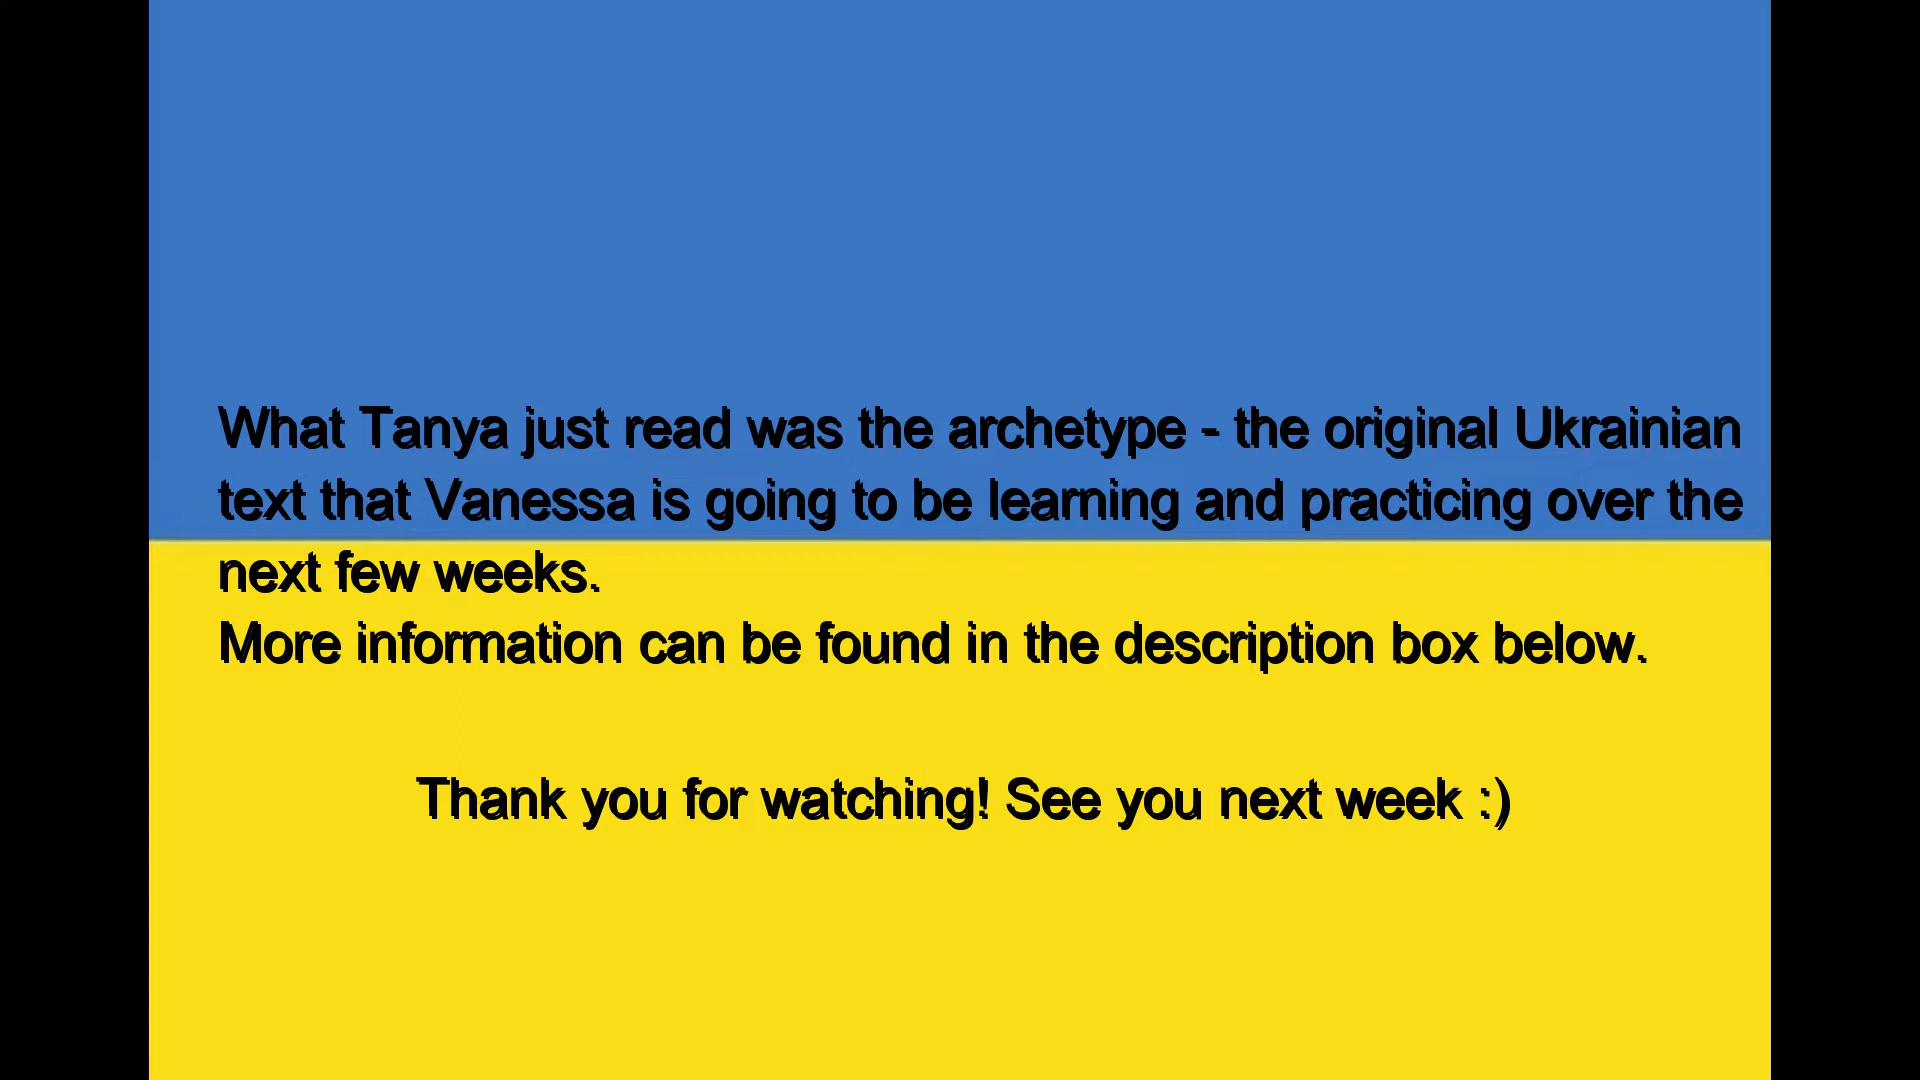 What Tanya just read was the archetype - the original Ukrainian
text that Vanessa is going to be learning and practicing over the
next few weeks.
More information can be found in the description box below.
Thank you for watching! See you next week :)